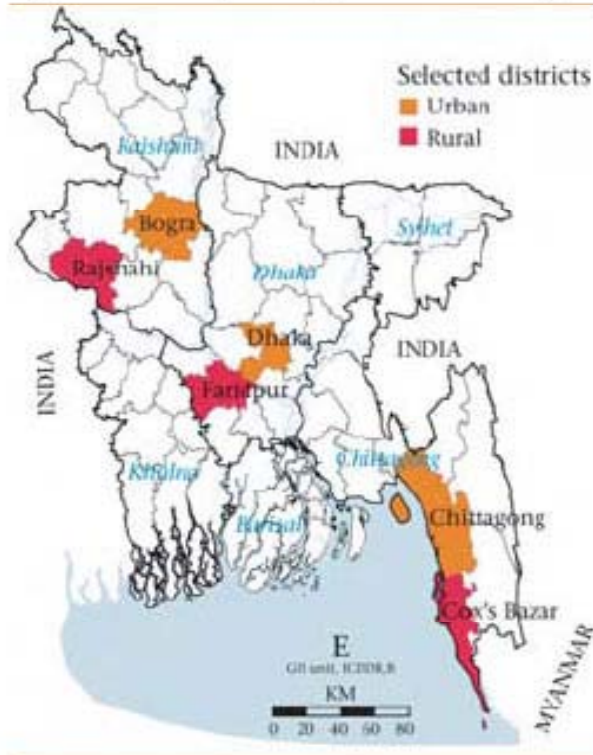 Selected districts
Urban
Rural
Rajshahi
INDIA
Bogra
Sylhet
Rajshahi
Dhaka
Dhaka
INDIA
INDIA
Faridpur
Khulna
Chittagong
Barisal
Chittagong
Cox's Bazar
E
GIS unit, ICDDR,B
MYANMAR
KM
0 20 40 60 80